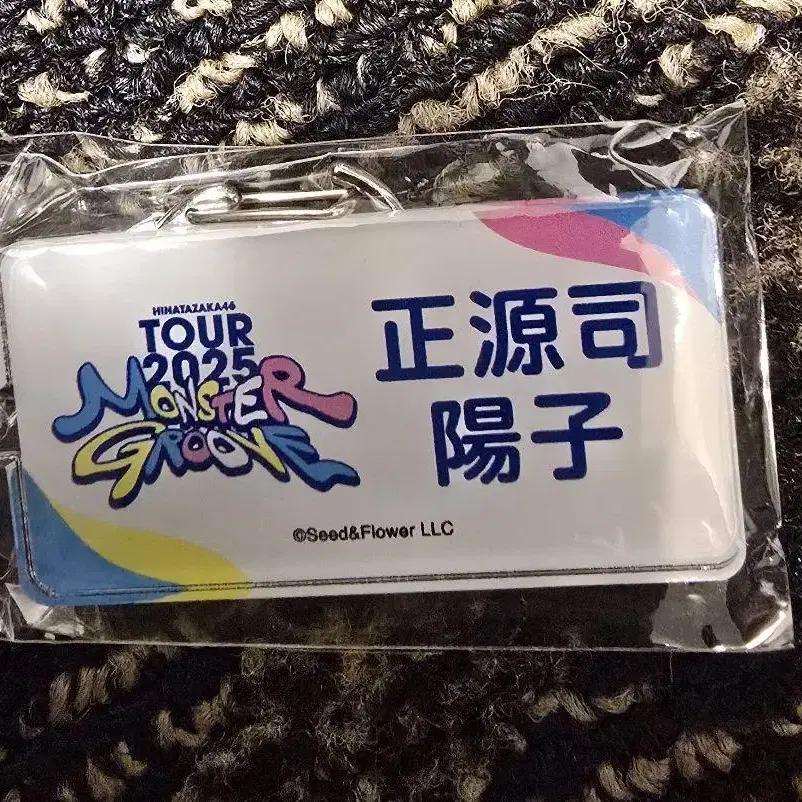 HINATAZAKA46
TOUR
2025
MONSTER
GROOVE
正源司
陽子
©Seed&Flower LLC